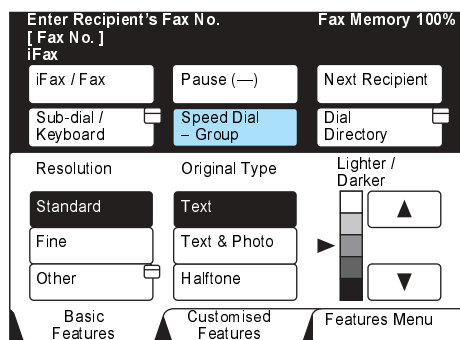 Enter Recipient's Fax No. Fax Memory 100%
[ Fax No. ]
iFax
iFax / Fax
Pause (—)
Next Recipient
Sub-dial /
Keyboard
Speed Dial
– Group
Dial
Directory
Resolution
Original Type
Lighter /
Darker
Standard
Text
Fine
Text & Photo
Other
Halftone
Basic
Features
Customised
Features
Features Menu